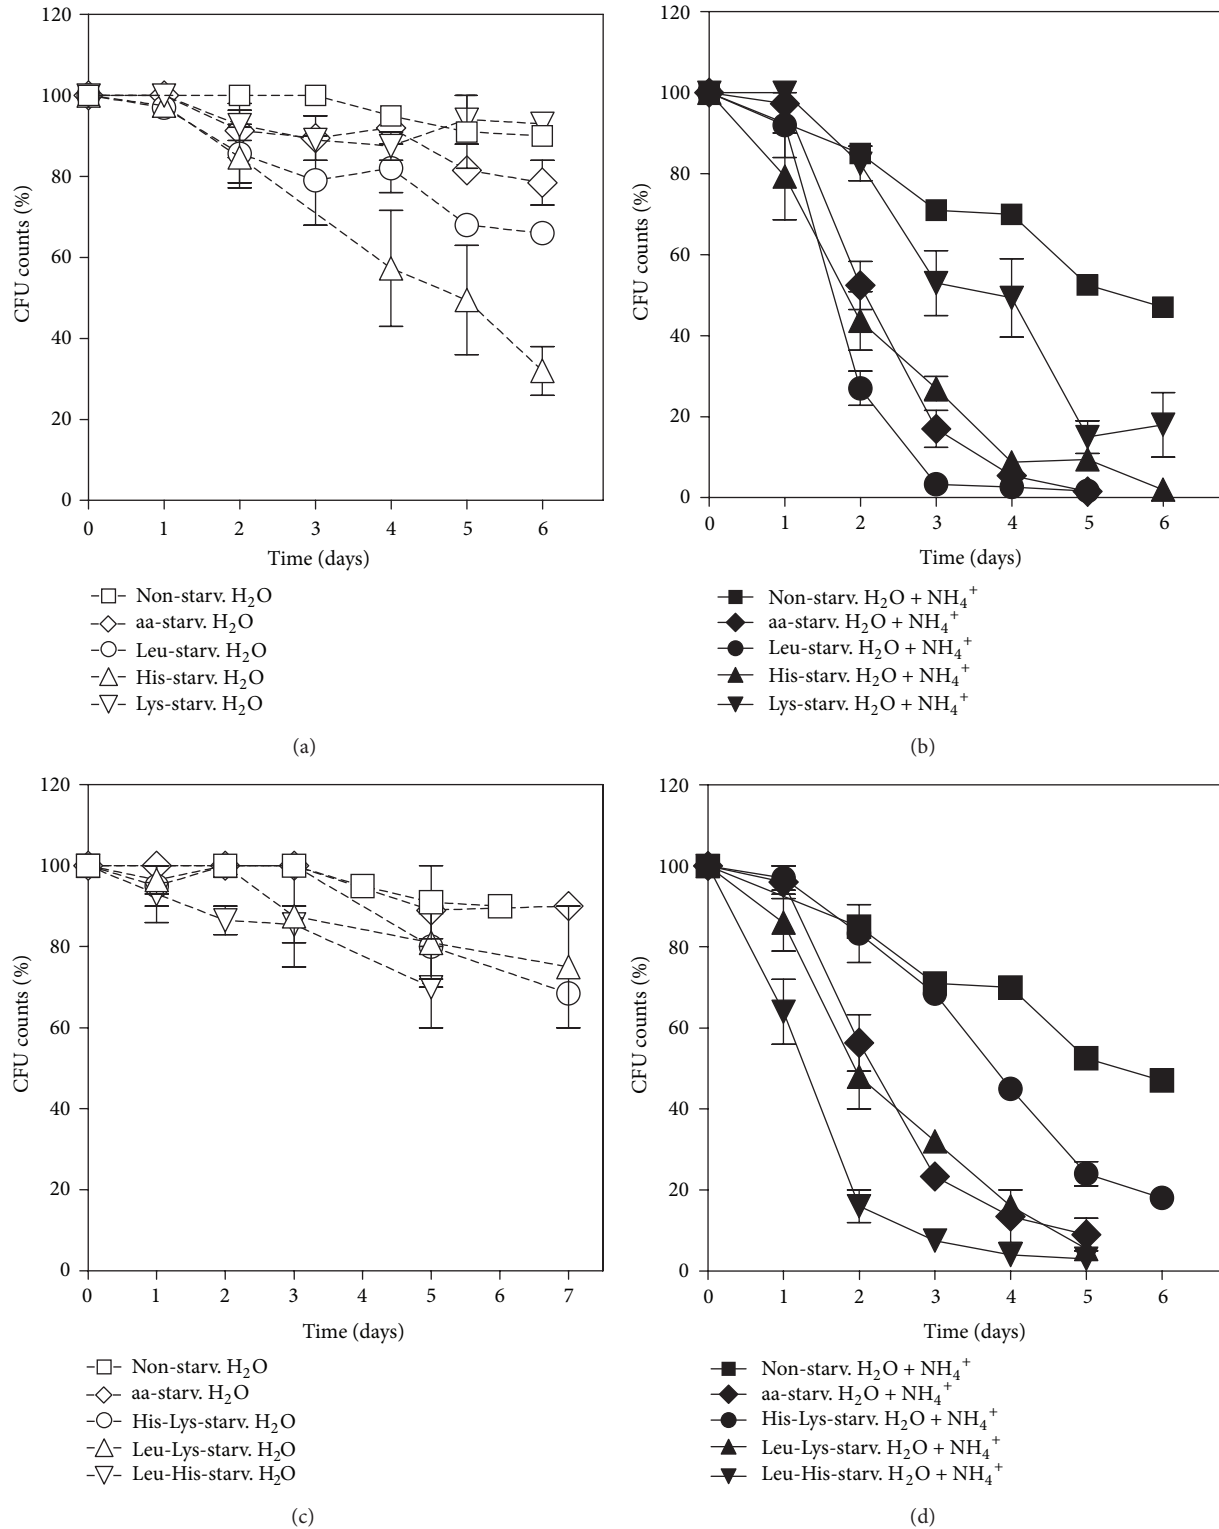 120
100
80
60
40
20
0
CFU counts (%)
0 1 2 3 4 5 6
Time (days)
Non-starv. H₂O
aa-starv. H₂O
Leu-starv. H₂O
His-starv. H₂O
Lys-starv. H₂O
(a)
120
100
80
60
40
20
0
CFU counts (%)
0 1 2 3 4 5 6
Time (days)
Non-starv. H₂O + NH₄⁺
aa-starv. H₂O + NH₄⁺
Leu-starv. H₂O + NH₄⁺
His-starv. H₂O + NH₄⁺
Lys-starv. H₂O + NH₄⁺
(b)
120
100
80
60
40
20
0
CFU counts (%)
0 1 2 3 4 5 6 7
Time (days)
Non-starv. H₂O
aa-starv. H₂O
His-Lys-starv. H₂O
Leu-Lys-starv. H₂O
Leu-His-starv. H₂O
(c)
120
100
80
60
40
20
0
CFU counts (%)
0 1 2 3 4 5 6
Time (days)
Non-starv. H₂O + NH₄⁺
aa-starv. H₂O + NH₄⁺
His-Lys-starv. H₂O + NH₄⁺
Leu-Lys-starv. H₂O + NH₄⁺
Leu-His-starv. H₂O + NH₄⁺
(d)